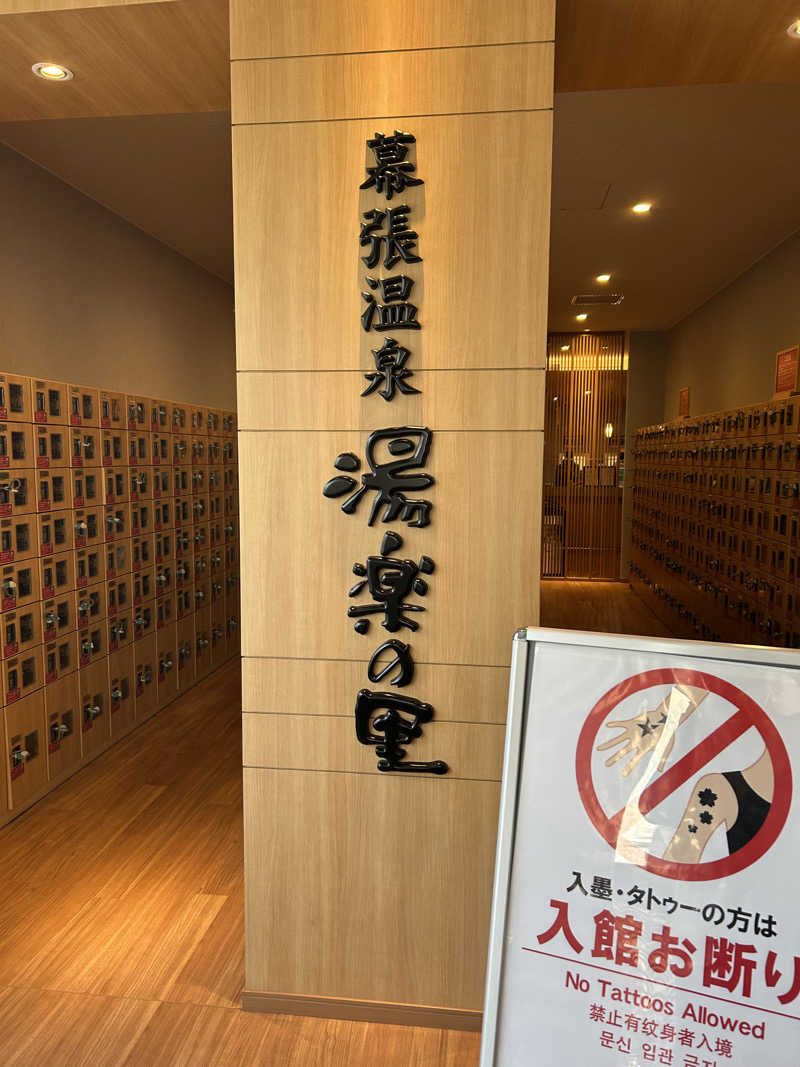 幕張温泉
湯楽の里
入墨・タトゥーの方は
入館お断り
No Tattoos Allowed
禁止有纹身者入境
문신 입관 금지